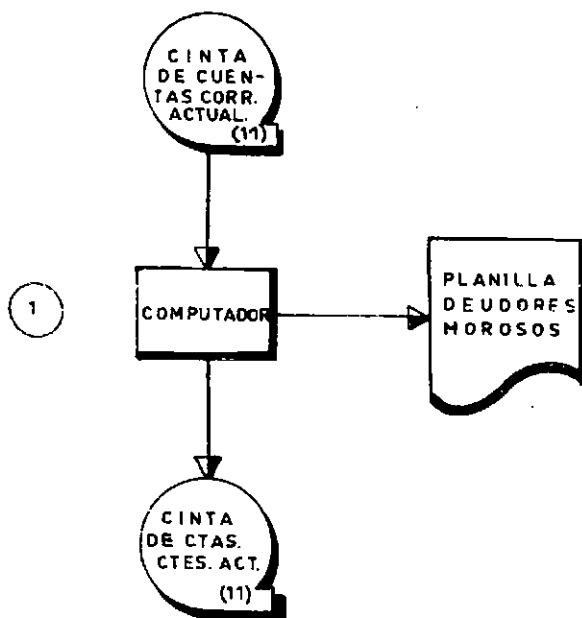 CINTA
DE CUEN-
TAS CORR.
ACTUAL.
(11)
1
COMPUTADOR
PLANILLA
DEUDORES
MOROSOS
CINTA
DE CTAS.
CTES. ACT.
(11)